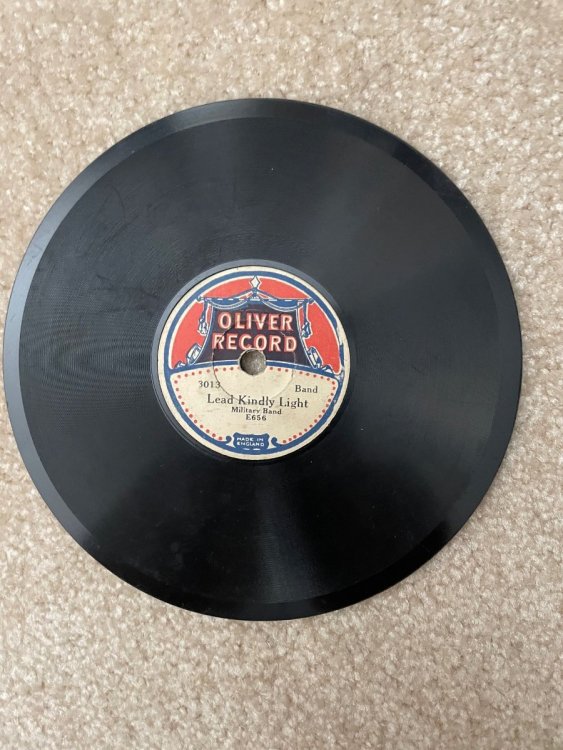 OLIVER
RECORD
3013 Band
Lead Kindly Light
Military Band
E656
MADE IN
ENGLAND